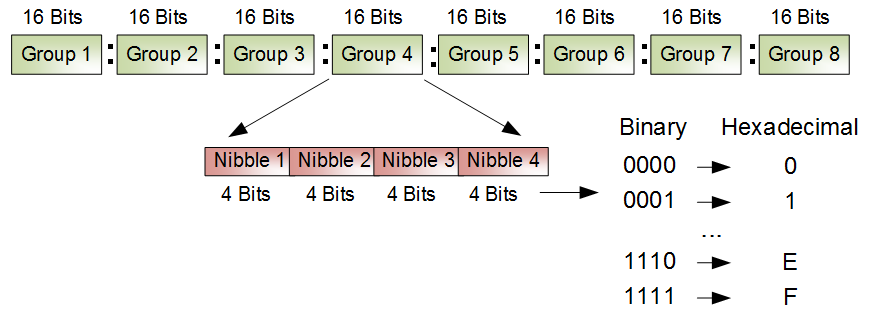 16 Bits 16 Bits 16 Bits 16 Bits 16 Bits 16 Bits 16 Bits 16 Bits
Group 1 : Group 2 : Group 3 : Group 4 : Group 5 : Group 6 : Group 7 : Group 8
Nibble 1 Nibble 2 Nibble 3 Nibble 4
4 Bits 4 Bits 4 Bits 4 Bits
Binary Hexadecimal
0000 0
0001 1
...
1110 E
1111 F